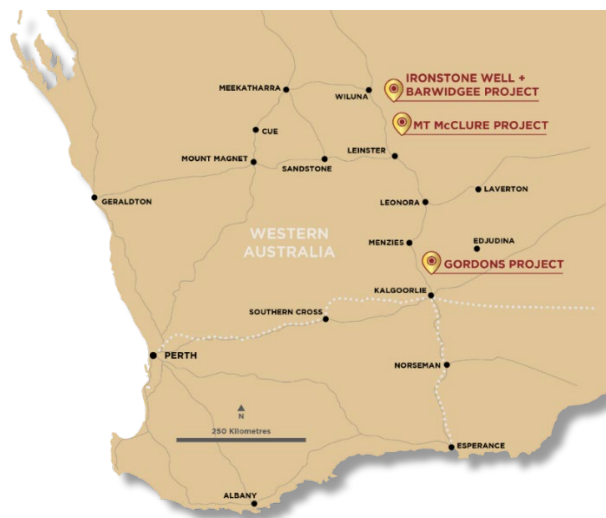 IRONSTONE WELL +
BARWIDGEE PROJECT
MEEKATHARRA
WILUNA
MT McCLURE PROJECT
CUE
LEINSTER
MOUNT MAGNET
SANDSTONE
LAVERTON
GERALDTON
LEONORA
WESTERN
AUSTRALIA
MENZIES
EDJUDINA
GORDONS PROJECT
KALGOORLIE
SOUTHERN CROSS
PERTH
NORSEMAN
N
250 Kilometres
ESPERANCE
ALBANY